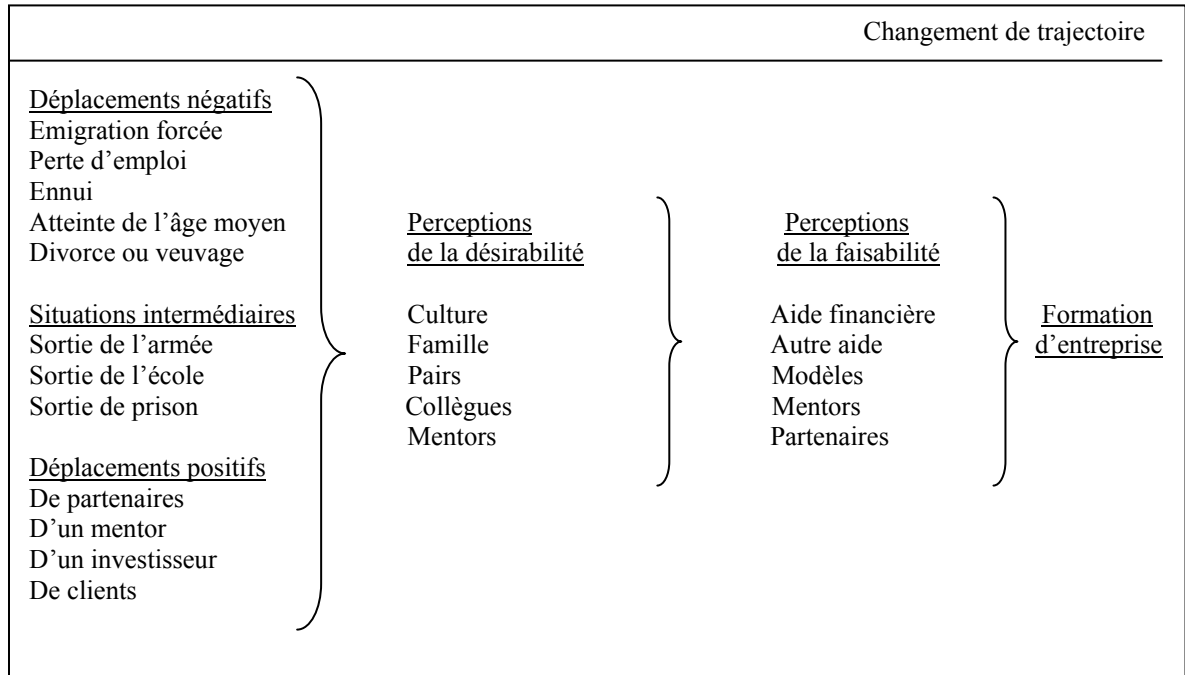 Changement de trajectoire
Déplacements négatifs
Emigration forcée
Perte d’emploi
Ennui
Atteinte de l’âge moyen
Divorce ou veuvage
Situations intermédiaires
Sortie de l’armée
Sortie de l’école
Sortie de prison
Déplacements positifs
De partenaires
D’un mentor
D’un investisseur
De clients
Perceptions
de la désirabilité
Culture
Famille
Pairs
Collègues
Mentors
Perceptions
de la faisabilité
Aide financière
Autre aide
Modèles
Mentors
Partenaires
Formation
d’entreprise